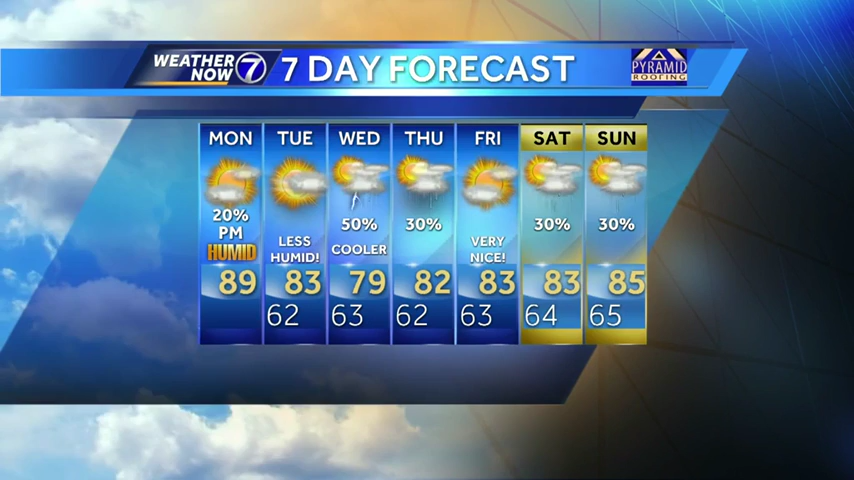 WEATHER NOW 7
7 DAY FORECAST
PYRAMID
ROOFING
MON TUE WED THU FRI SAT SUN
20% PM HUMID
LESS HUMID!
50% COOLER
30%
VERY NICE!
30%
30%
89 83 79 82 83 83 85
62 63 62 63 64 65